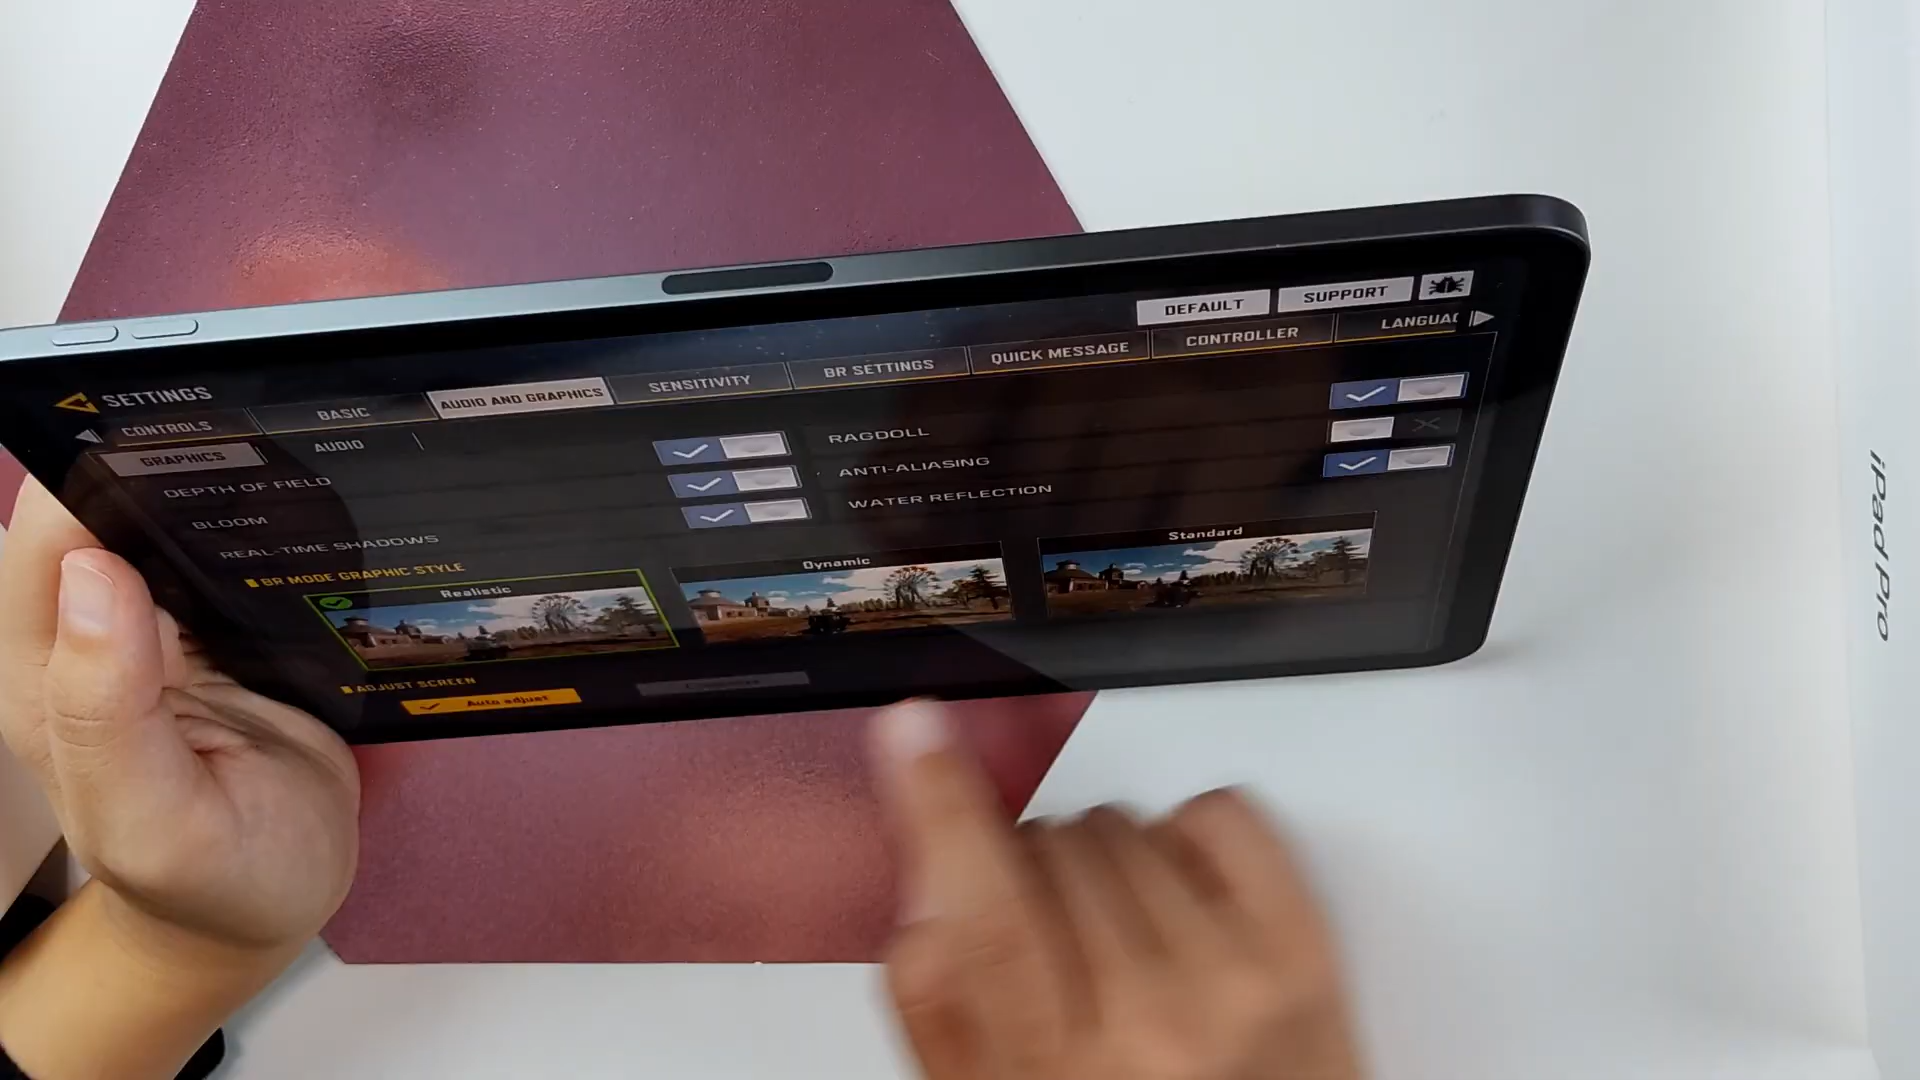 SETTINGS
DEFAULT
SUPPORT
CONTROLS
BASIC
AUDIO AND GRAPHICS
SENSITIVITY
BR SETTINGS
QUICK MESSAGE
CONTROLLER
LANGUAG
GRAPHICS
AUDIO
DEPTH OF FIELD
RAGDOLL
BLOOM
ANTI-ALIASING
REAL-TIME SHADOWS
WATER REFLECTION
BR MODE GRAPHIC STYLE
Realistic
Dynamic
Standard
ADJUST SCREEN
Auto adjust
iPad Pro